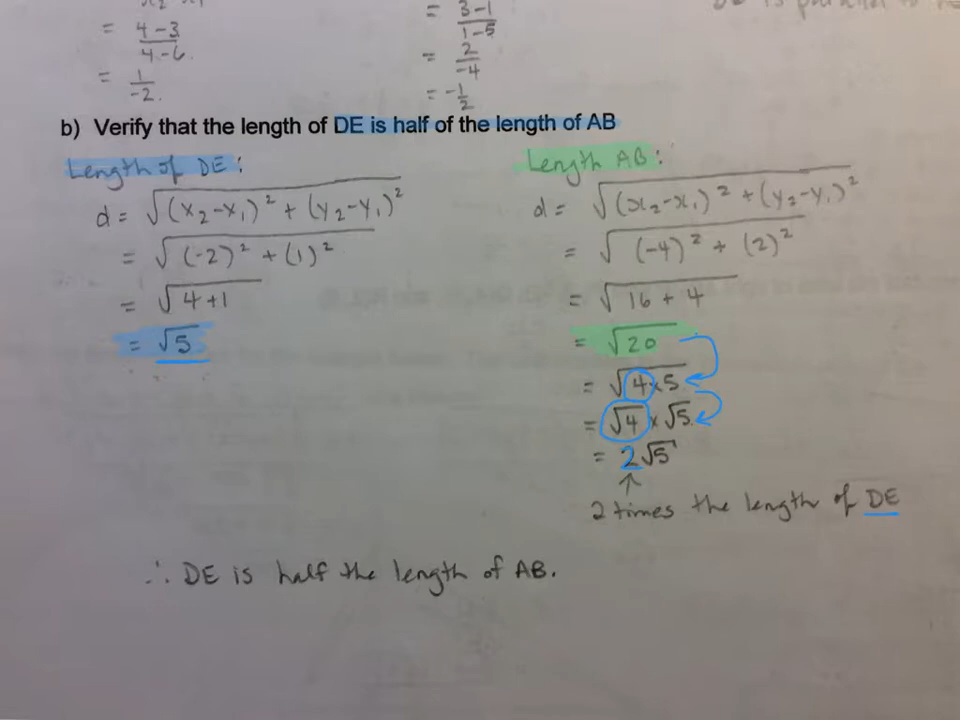 = 4-3/4-6
= 1/-2
= 3-1/1-5
= 2/-4
= -1/2
b) Verify that the length of DE is half of the length of AB
Length of DE:
d = √(x₂-x₁)² + (y₂-y₁)²
= √(-2)² + (1)²
= √4+1
= √5
Length AB:
d = √(x₂-x₁)² + (y₂-y₁)²
= √(-4)² + (2)²
= √16 + 4
= √20
= √4×5
= √4 × √5
= 2√5
↑
2 times the length of DE
∴ DE is half the length of AB.